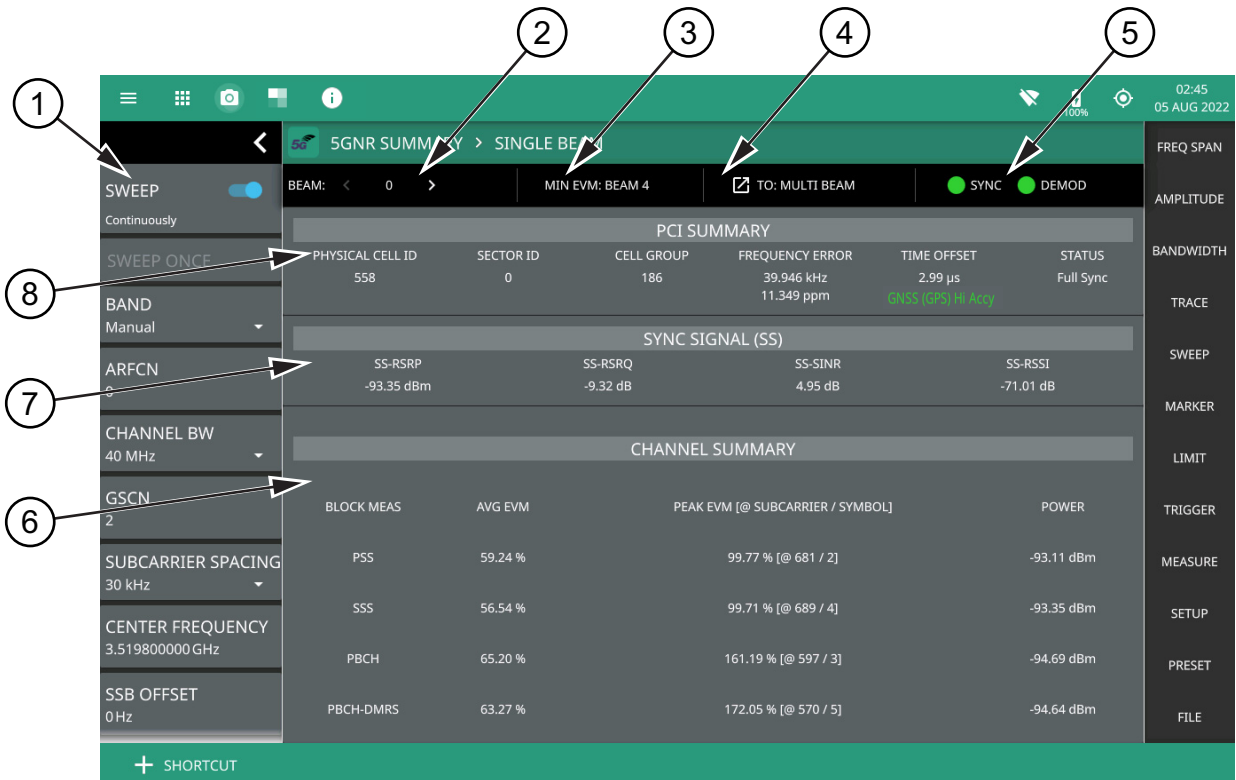 2
3
4
5
1
02:45
100%
05 AUG 2022
5G
5GNR SUMMARY > SINGLE BEAM
FREQ SPAN
SWEEP
Continuously
BEAM: < 0 >
MIN EVM: BEAM 4
TO: MULTI BEAM
SYNC
DEMOD
AMPLITUDE
PCI SUMMARY
SWEEP ONCE
PHYSICAL CELL ID
SECTOR ID
CELL GROUP
FREQUENCY ERROR
TIME OFFSET
STATUS
558
0
186
39.946 kHz
2.99 µs
Full Sync
11.349 ppm
GNSS (GPS) Hi Accy
BANDWIDTH
8
BAND
Manual
TRACE
SYNC SIGNAL (SS)
SS-RSRP
SS-RSRQ
SS-SINR
SS-RSSI
-93.35 dBm
-9.32 dB
4.95 dB
-71.01 dB
SWEEP
ARFCN
7
MARKER
CHANNEL BW
40 MHz
CHANNEL SUMMARY
LIMIT
6
GSCN
2
BLOCK MEAS
AVG EVM
PEAK EVM [@ SUBCARRIER / SYMBOL]
POWER
TRIGGER
SUBCARRIER SPACING
30 kHz
PSS
59.24 %
99.77 % [@ 681 / 2]
-93.11 dBm
MEASURE
SSS
56.54 %
99.71 % [@ 689 / 4]
-93.35 dBm
SETUP
CENTER FREQUENCY
3.519800000 GHz
PBCH
65.20 %
161.19 % [@ 597 / 3]
-94.69 dBm
PRESET
SSB OFFSET
0 Hz
PBCH-DMRS
63.27 %
172.05 % [@ 570 / 5]
-94.64 dBm
FILE
+ SHORTCUT